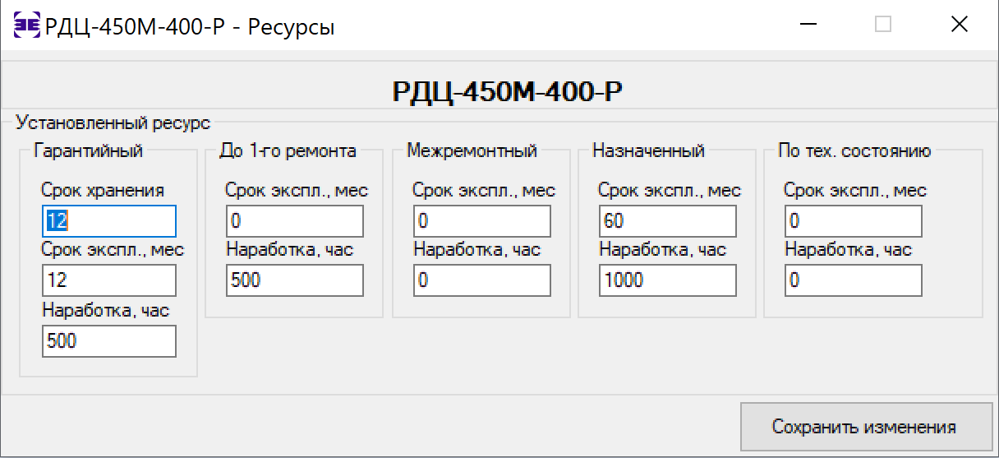 РДЦ-450М-400-Р - Ресурсы
РДЦ-450М-400-Р
Установленный ресурс
Гарантийный
Срок хранения
12
Срок экспл., мес
12
Наработка, час
500
До 1-го ремонта
Срок экспл., мес
0
Наработка, час
500
Межремонтный
Срок экспл., мес
0
Наработка, час
0
Назначенный
Срок экспл., мес
60
Наработка, час
1000
По тех. состоянию
Срок экспл., мес
0
Наработка, час
0
Сохранить изменения